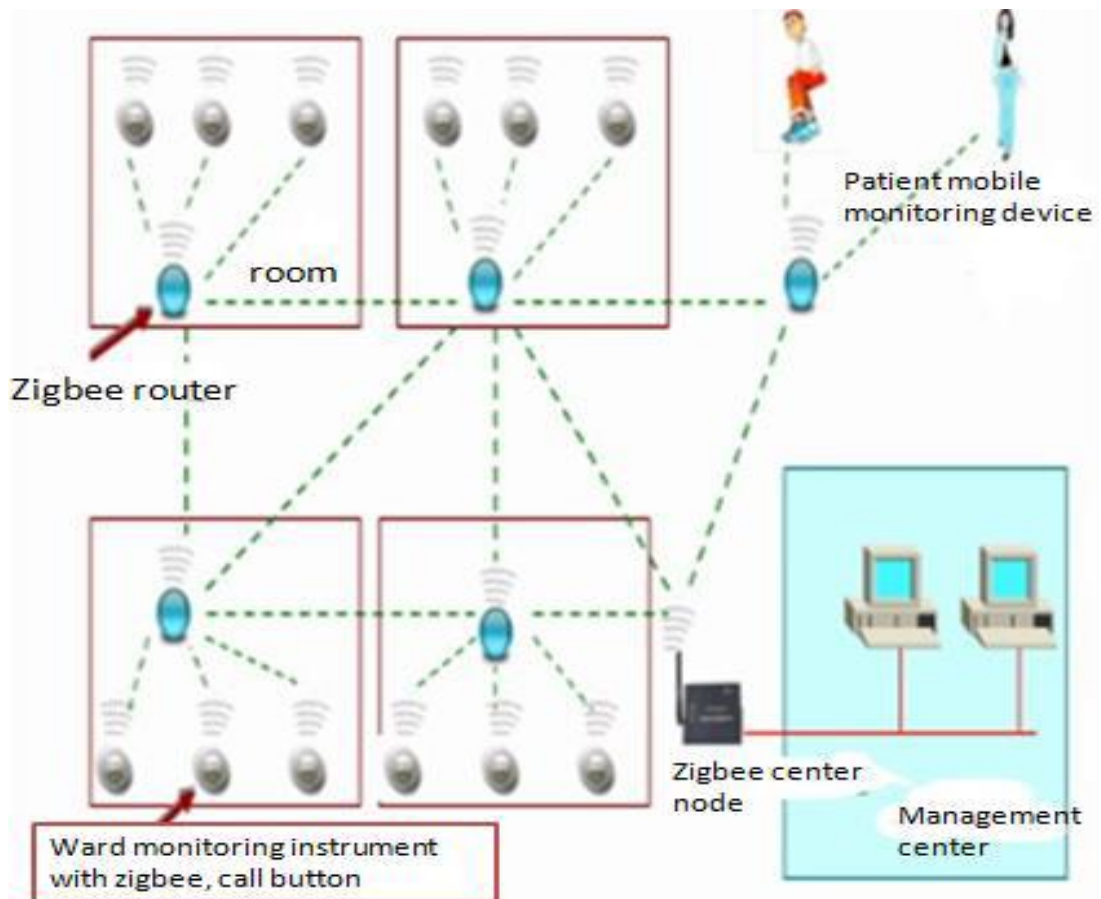 Patient mobile
monitoring device
room
Zigbee router
Zigbee center
node
Management
center
Ward monitoring instrument
with zigbee, call button